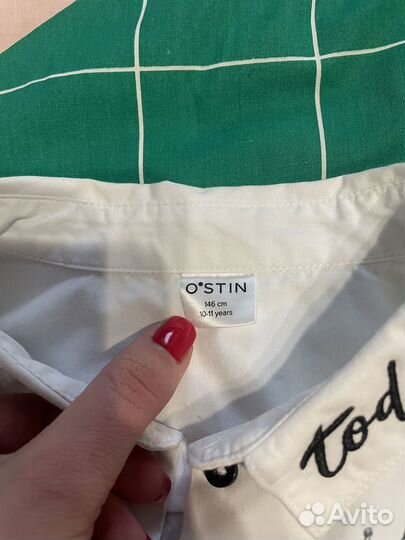 O'STIN
146 cm
10-11 years
tod
Avito